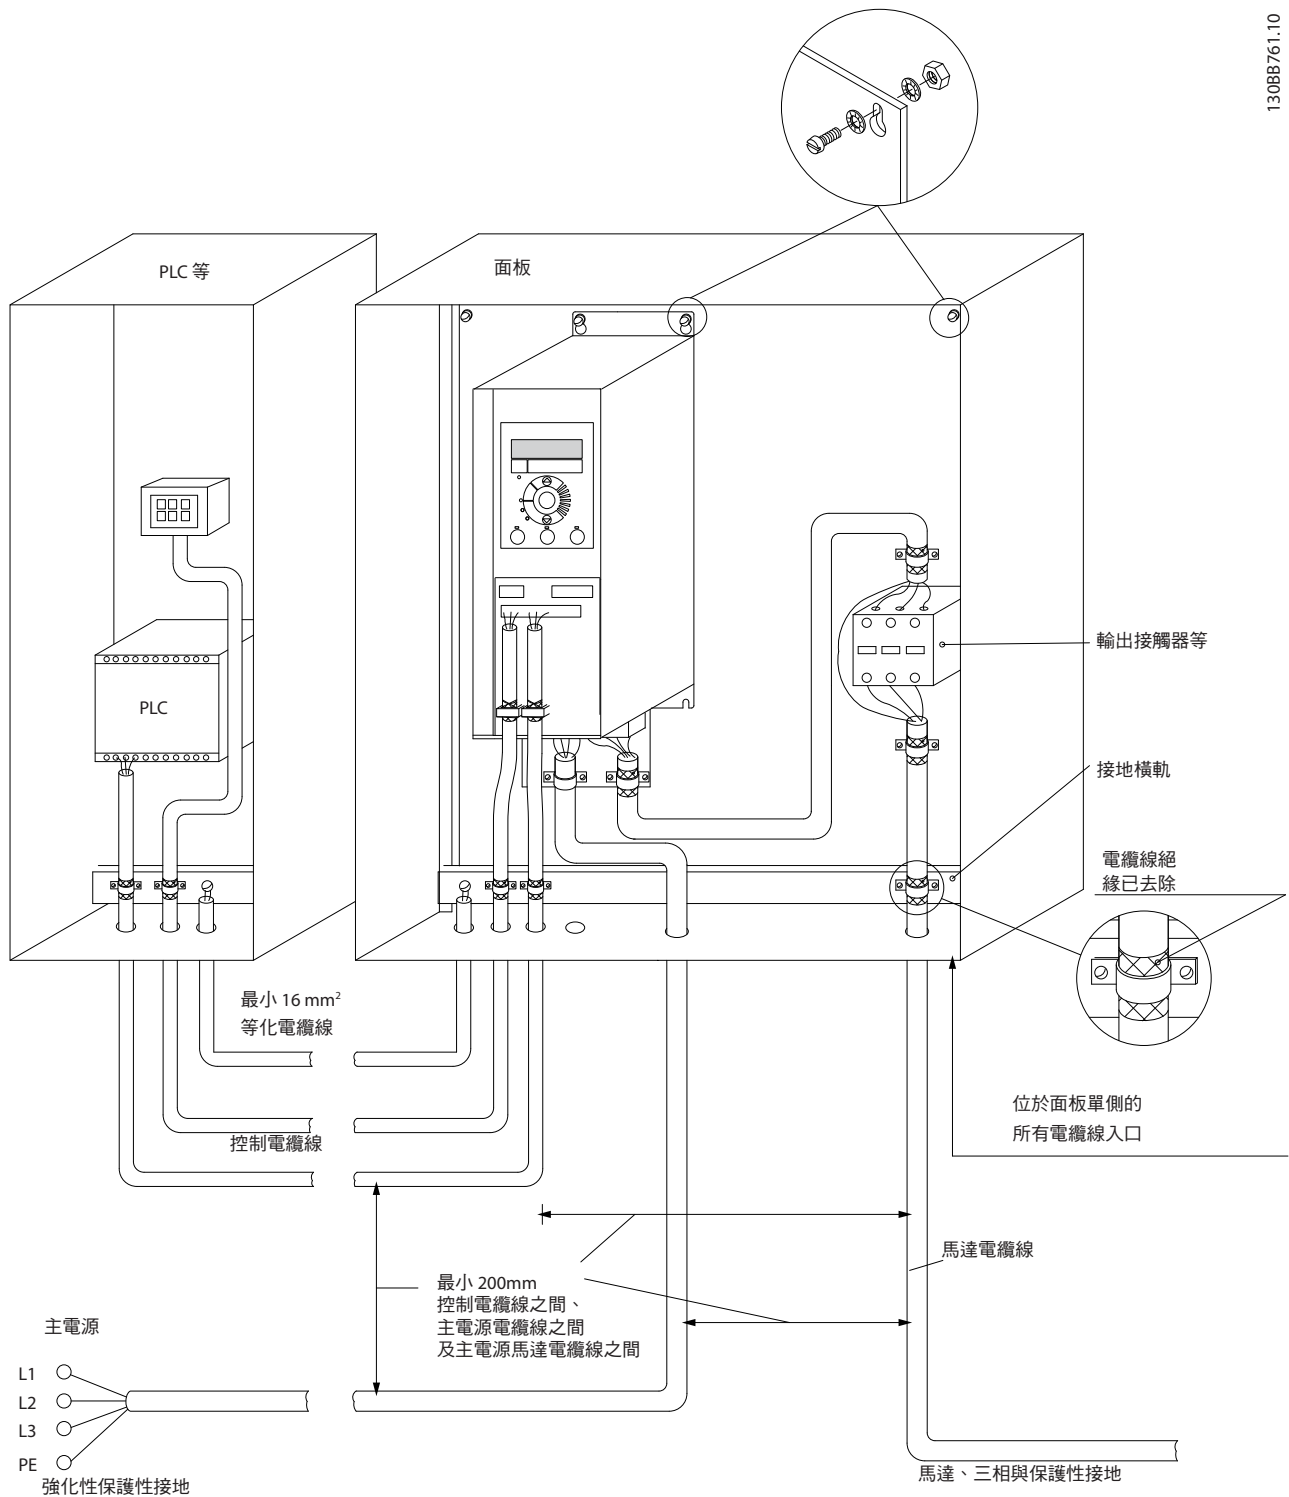 130BB761.10
PLC 等
面板
PLC
輸出接觸器等
接地橫軌
電纜線絕
緣已去除
最小 16 mm²
等化電纜線
控制電纜線
位於面板單側的
所有電纜線入口
馬達電纜線
最小 200mm
控制電纜線之間、
主電源電纜線之間
及主電源馬達電纜線之間
主電源
L1
L2
L3
PE
強化性保護性接地
馬達、三相與保護性接地